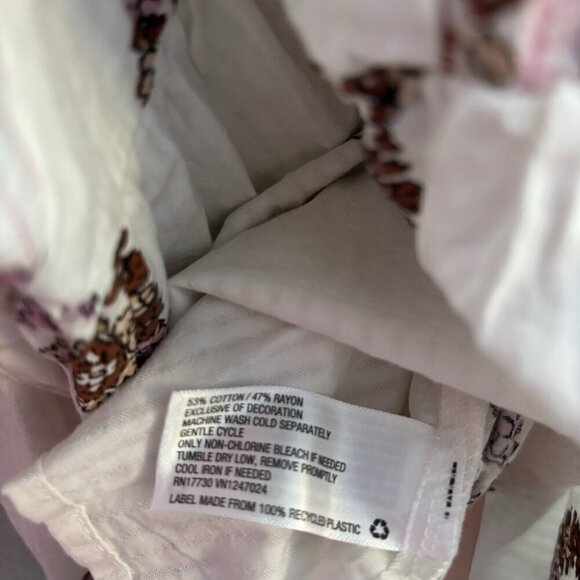 53% COTTON / 47% RAYON
EXCLUSIVE OF DECORATION
MACHINE WASH COLD SEPARATELY
GENTLE CYCLE
ONLY NON-CHLORINE BLEACH IF NEEDED
TUMBLE DRY LOW, REMOVE PROMPTLY
COOL IRON IF NEEDED
RN17730 VN1247024
LABEL MADE FROM 100% RECYCLED PLASTIC